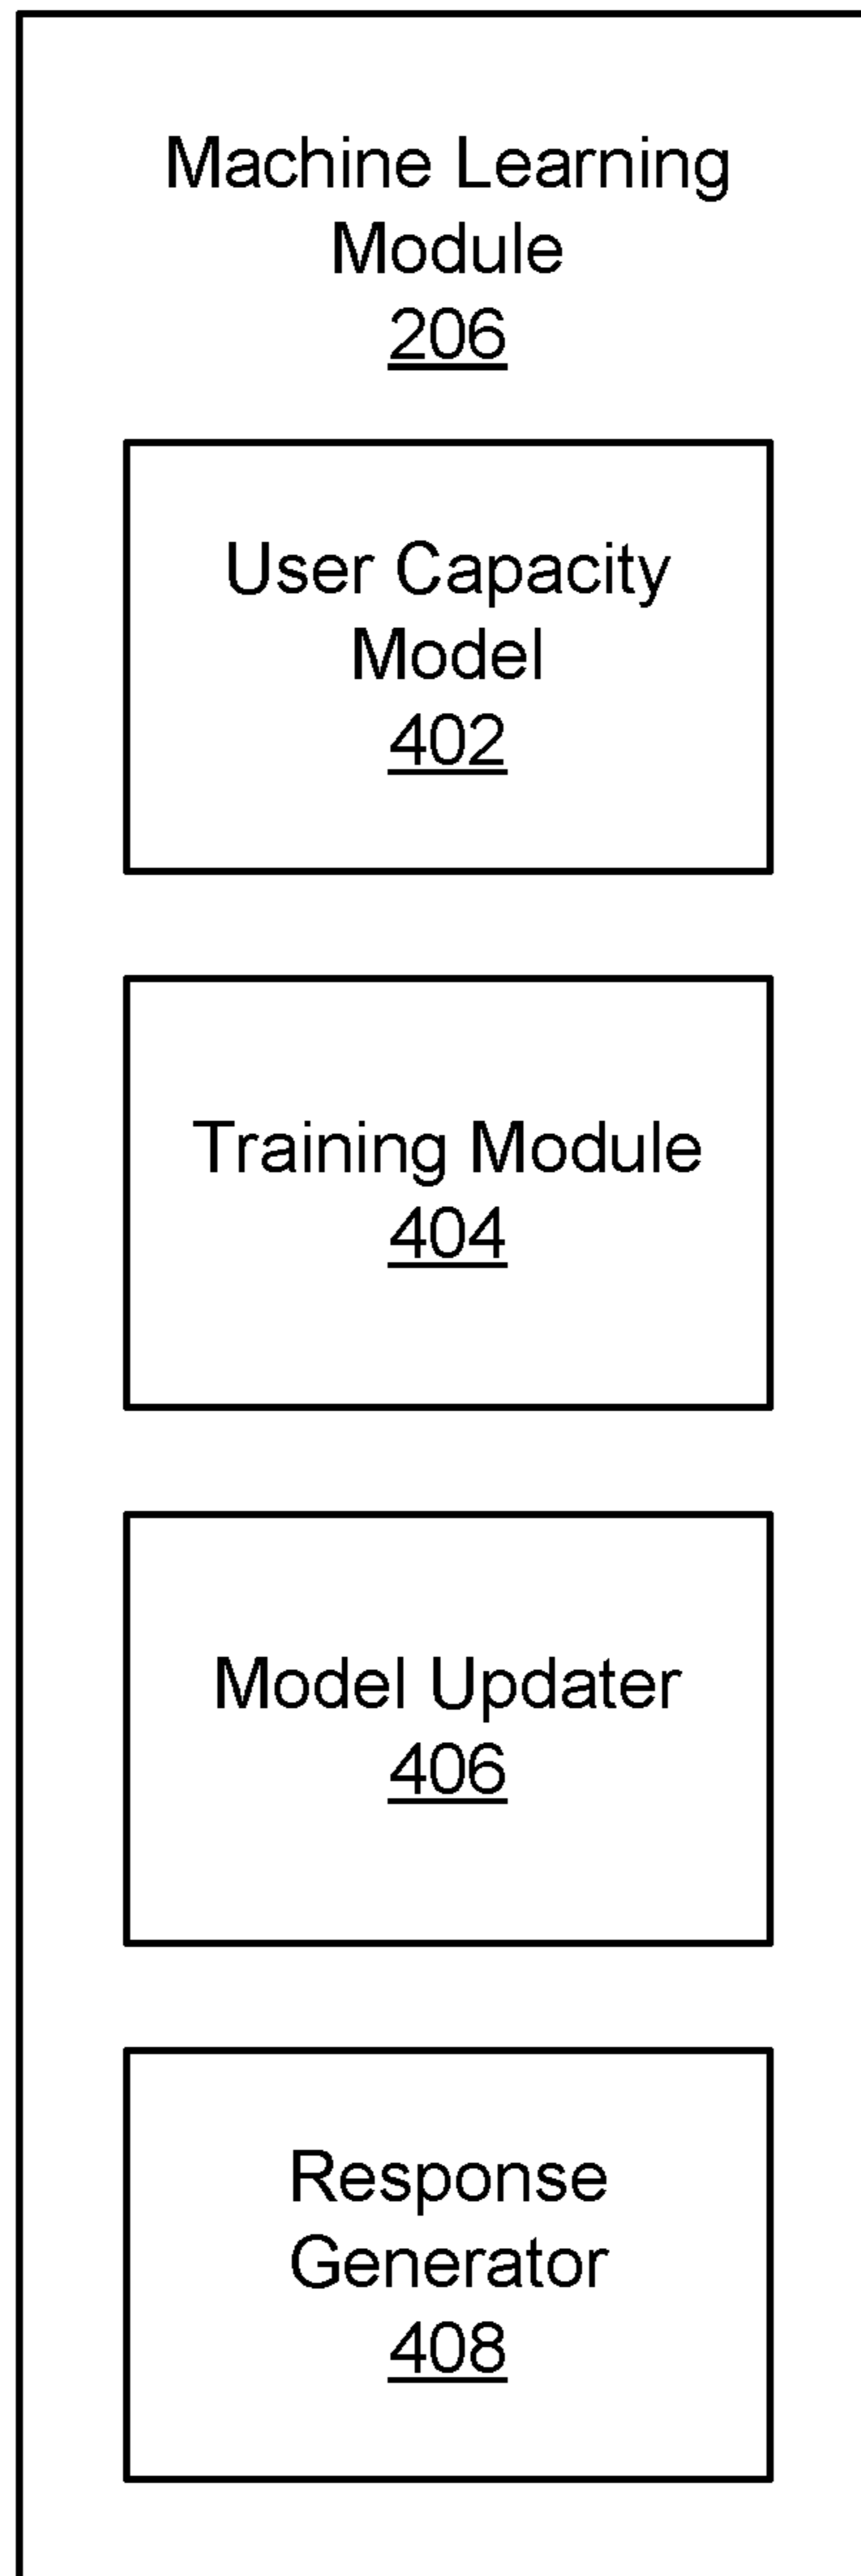 Machine Learning
Module
206
User Capacity
Model
402
Training Module
404
Model Updater
406
Response
Generator
408